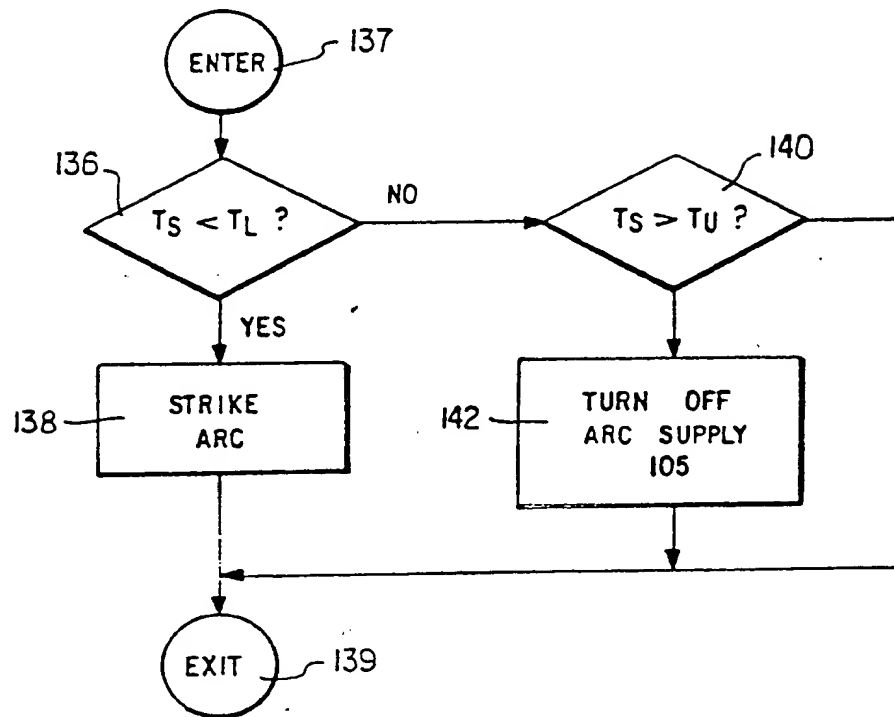 137
ENTER
136
TS < TL ?
NO
140
TS > TU ?
YES
138
STRIKE
ARC
142
TURN OFF
ARC SUPPLY
105
EXIT
139